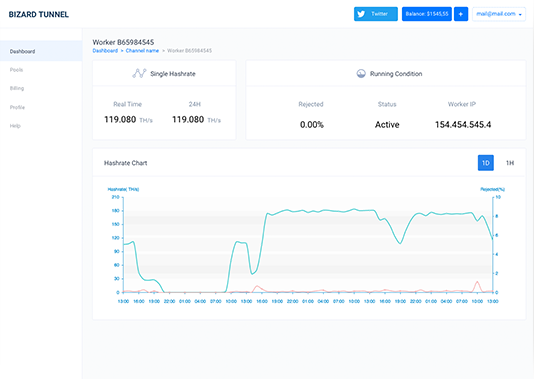 BIZARD TUNNEL
Twitter
Balance: $1545,55
+
mail@mail.com
Dashboard
Pools
Billing
Profile
Help
Worker B65984545
Dashboard > Channel name > Worker B65984545
Single Hashrate
Real Time
24H
119.080 TH/s
119.080 TH/s
Running Condition
Rejected
Status
Worker IP
0.00%
Active
154.454.545.4
Hashrate Chart
1D
1H
Hashrate( TH/s)
Rejected(%)
210
180
150
120
90
60
30
0
10
8
6
4
2
0
13:00 16:00 19:00 22:00 01:00 04:00 07:00 10:00 13:00 16:00 19:00 22:00 01:00 04:00 07:00 10:00 13:00 16:00 19:00 22:00 01:00 04:00 07:00 10:00 13:00